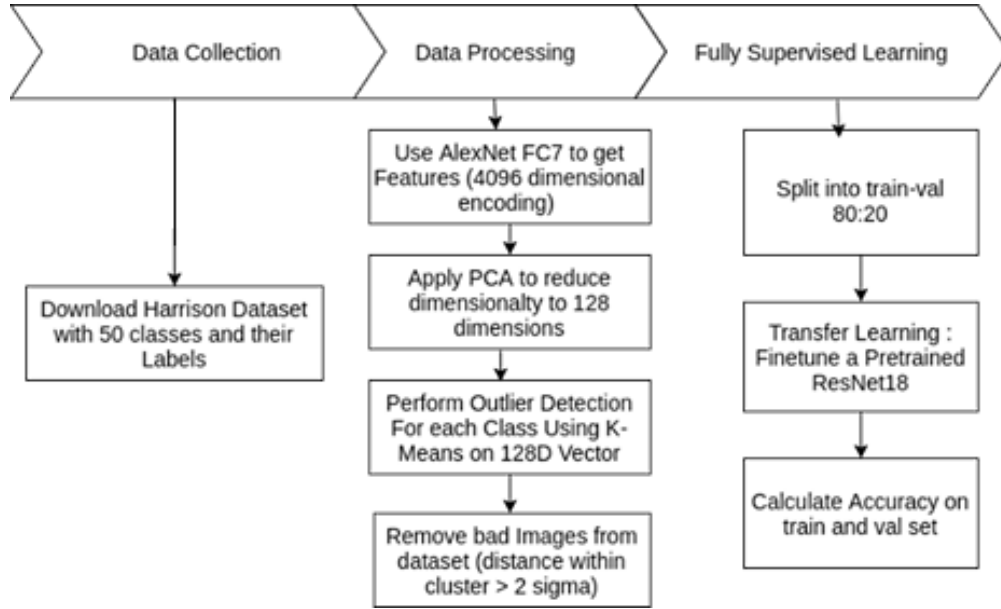 Data Collection
Data Processing
Fully Supervised Learning
Download Harrison Dataset
with 50 classes and their
Labels
Use AlexNet FC7 to get
Features (4096 dimensional
encoding)
Apply PCA to reduce
dimensionalty to 128
dimensions
Perform Outlier Detection
For each Class Using K-
Means on 128D Vector
Remove bad Images from
dataset (distance within
cluster > 2 sigma)
Split into train-val
80:20
Transfer Learning :
Finetune a Pretrained
ResNet18
Calculate Accuracy on
train and val set